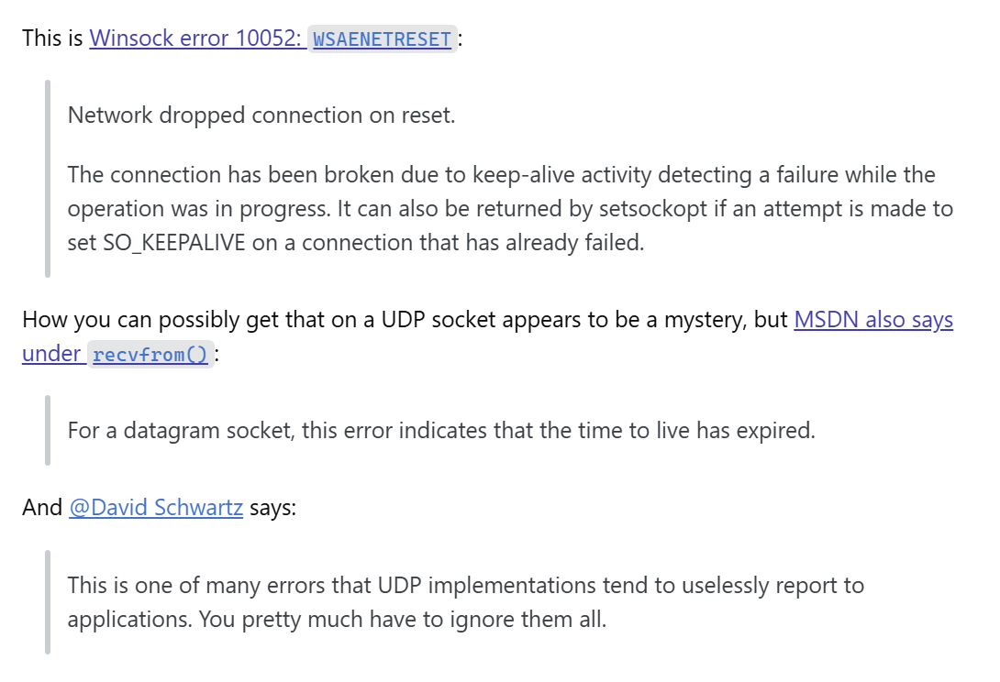 This is Winsock error 10052: WSAENETRESET:
Network dropped connection on reset.
The connection has been broken due to keep-alive activity detecting a failure while the
operation was in progress. It can also be returned by setsockopt if an attempt is made to
set SO_KEEPALIVE on a connection that has already failed.
How you can possibly get that on a UDP socket appears to be a mystery, but MSDN also says
under recvfrom():
For a datagram socket, this error indicates that the time to live has expired.
And @David Schwartz says:
This is one of many errors that UDP implementations tend to uselessly report to
applications. You pretty much have to ignore them all.